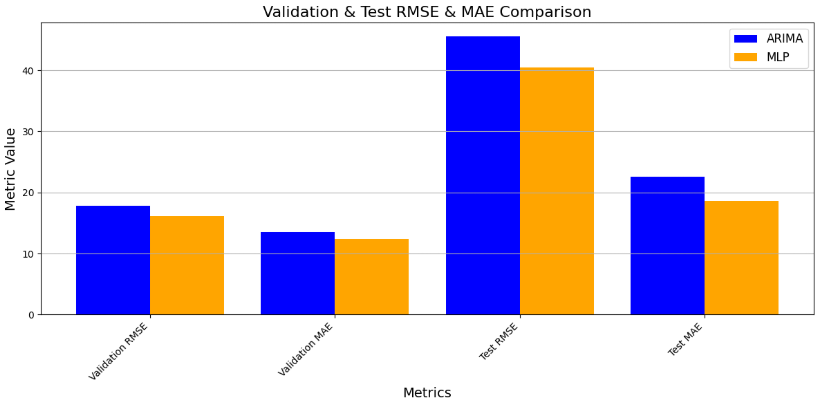 Validation & Test RMSE & MAE Comparison
ARIMA
MLP
Metric Value
40
30
20
10
0
Validation RMSE
Validation MAE
Test RMSE
Test MAE
Metrics